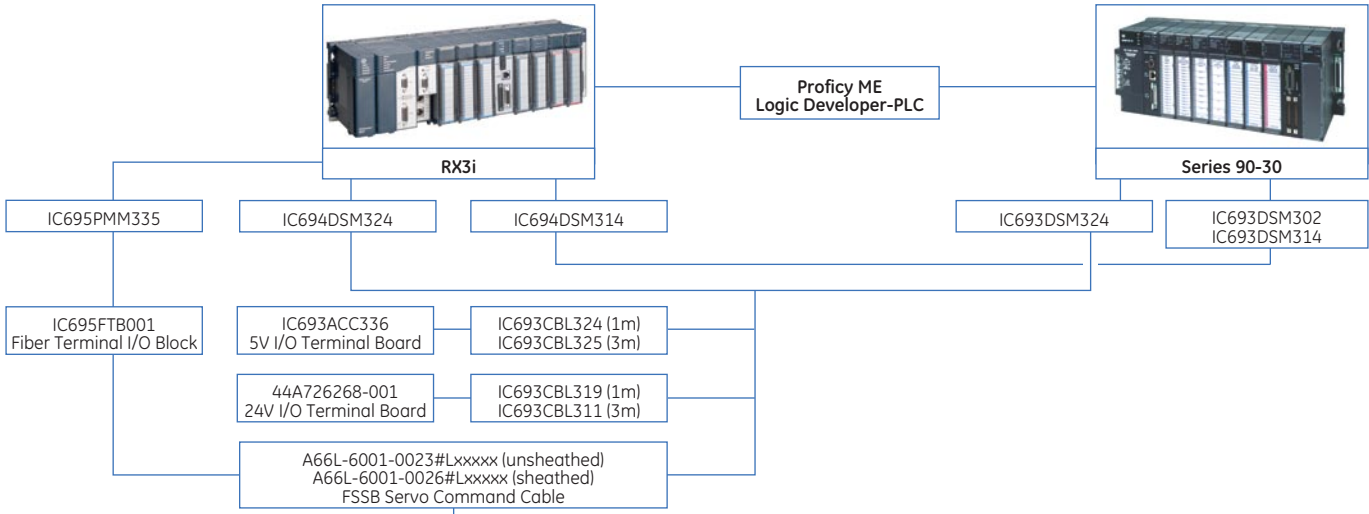 Proficy ME
Logic Developer-PLC
RX3i
Series 90-30
IC695PMM335
IC694DSM324
IC694DSM314
IC693DSM324
IC693DSM302
IC693DSM314
IC695FTB001
Fiber Terminal I/O Block
IC693ACC336
5V I/O Terminal Board
IC693CBL324 (1m)
IC693CBL325 (3m)
44A726268-001
24V I/O Terminal Board
IC693CBL319 (1m)
IC693CBL311 (3m)
A66L-6001-0023#Lxxxxx (unsheathed)
A66L-6001-0026#Lxxxxx (sheathed)
FSSB Servo Command Cable